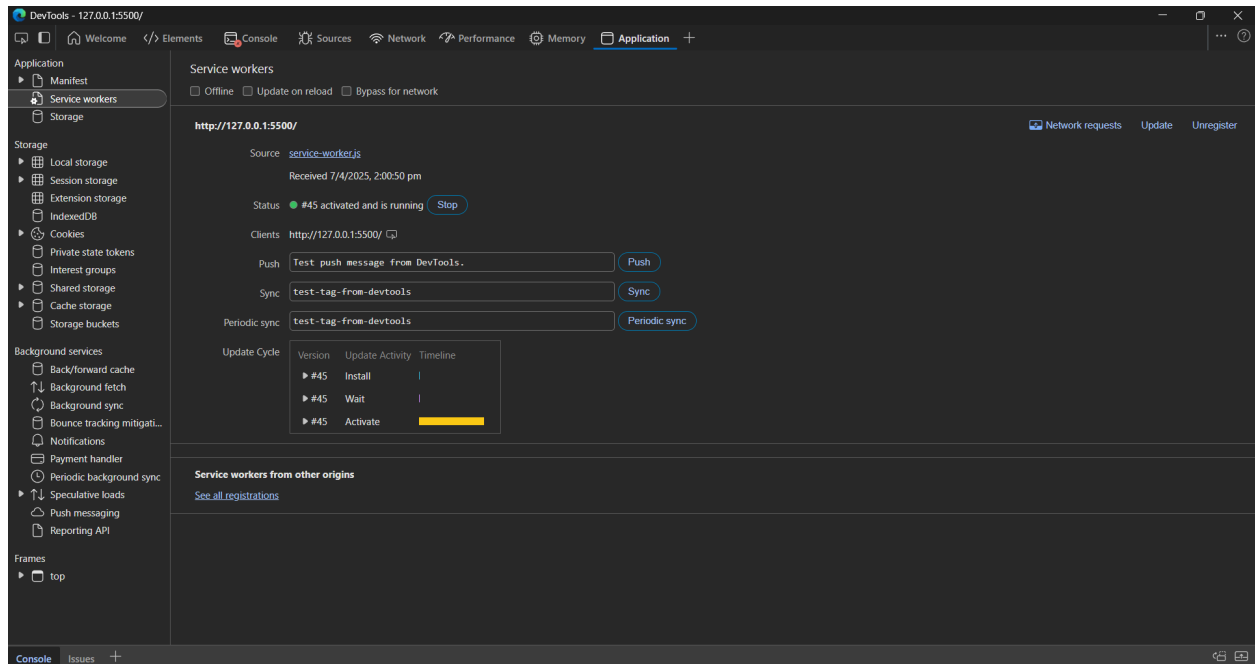 DevTools - 127.0.0.1:5500/
Welcome </> Elements Console Sources Network Performance Memory Application
Application
Manifest
Service workers
Storage
Storage
Local storage
Session storage
Extension storage
IndexedDB
Cookies
Private state tokens
Interest groups
Shared storage
Cache storage
Storage buckets
Background services
Back/forward cache
Background fetch
Background sync
Bounce tracking mitigati...
Notifications
Payment handler
Periodic background sync
Speculative loads
Push messaging
Reporting API
Frames
top
Service workers
Offline Update on reload Bypass for network
http://127.0.0.1:5500/ Network requests Update Unregister
Source service-worker.js
Received 7/4/2025, 2:00:50 pm
Status #45 activated and is running Stop
Clients http://127.0.0.1:5500/
Push Test push message from DevTools. Push
Sync test-tag-from-devtools Sync
Periodic sync test-tag-from-devtools Periodic sync
Update Cycle Version Update Activity Timeline
#45 Install
#45 Wait
#45 Activate
Service workers from other origins
See all registrations
Console Issues